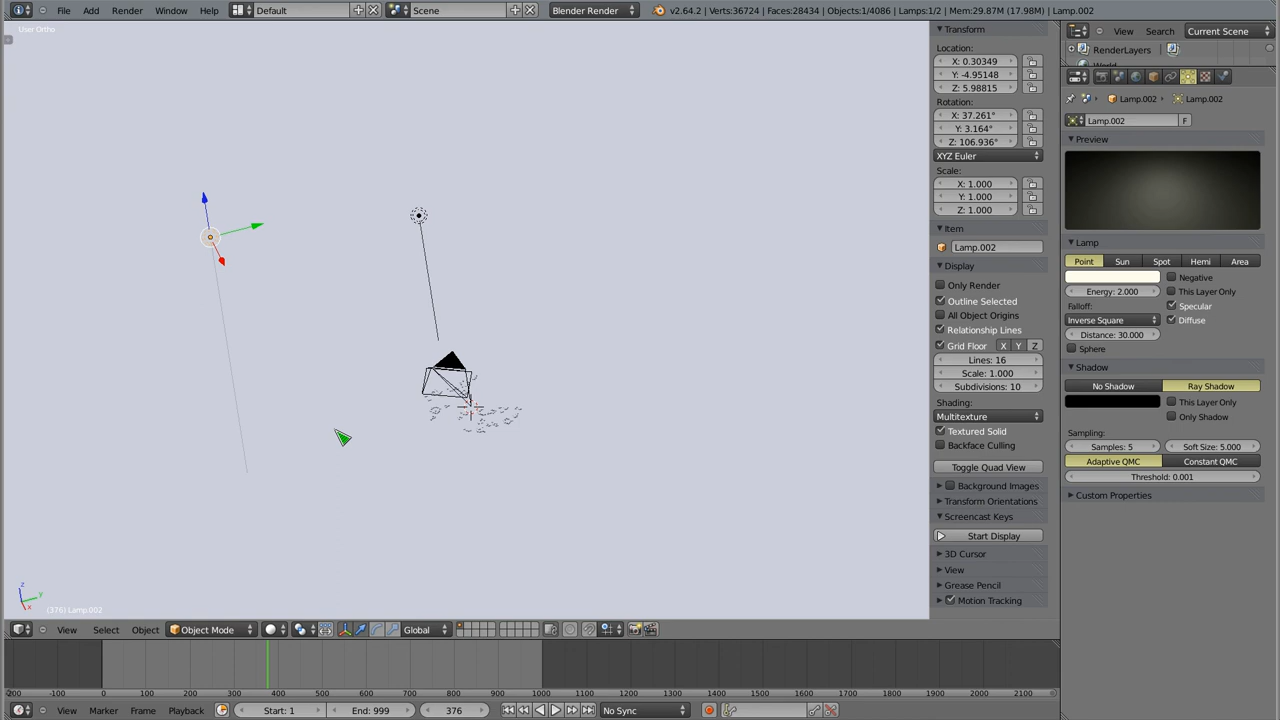 File Add Render Window Help Default Scene Blender Render v2.64.2 | Verts:36724 | Faces:28434 | Objects:1/4086 | Lamps:1/2 | Mem:29.87M (17.98M) | Lamp.002
User Ortho
Transform
Location:
X: 0.30349
Y: -4.95148
Z: 5.98815
Rotation:
X: 37.261°
Y: 3.164°
Z: 106.936°
XYZ Euler
Scale:
X: 1.000
Y: 1.000
Z: 1.000
Item
Lamp.002
Display
Only Render
Outline Selected
All Object Origins
Relationship Lines
Grid Floor X Y Z
Lines: 16
Scale: 1.000
Subdivisions: 10
Shading:
Multitexture
Textured Solid
Backface Culling
Toggle Quad View
Background Images
Transform Orientations
Screencast Keys
Start Display
3D Cursor
View
Grease Pencil
Motion Tracking
View Search Current Scene
RenderLayers
Lamp.002 Lamp.002
Lamp.002 F
Preview
Lamp
Point Sun Spot Hemi Area
Negative
Energy: 2.000 This Layer Only
Falloff: Specular
Inverse Square Diffuse
Distance: 30.000
Sphere
Shadow
No Shadow Ray Shadow
This Layer Only
Only Shadow
Sampling:
Samples: 5 Soft Size: 5.000
Adaptive QMC Constant QMC
Threshold: 0.001
Custom Properties
z
y
x
(376) Lamp.002
View Select Object Object Mode Global
-200 -100 0 100 200 300 400 500 600 700 800 900 1000 1100 1200 1300 1400 1500 1600 1700 1800 1900 2000 2100
View Marker Frame Playback Start: 1 End: 999 376 No Sync